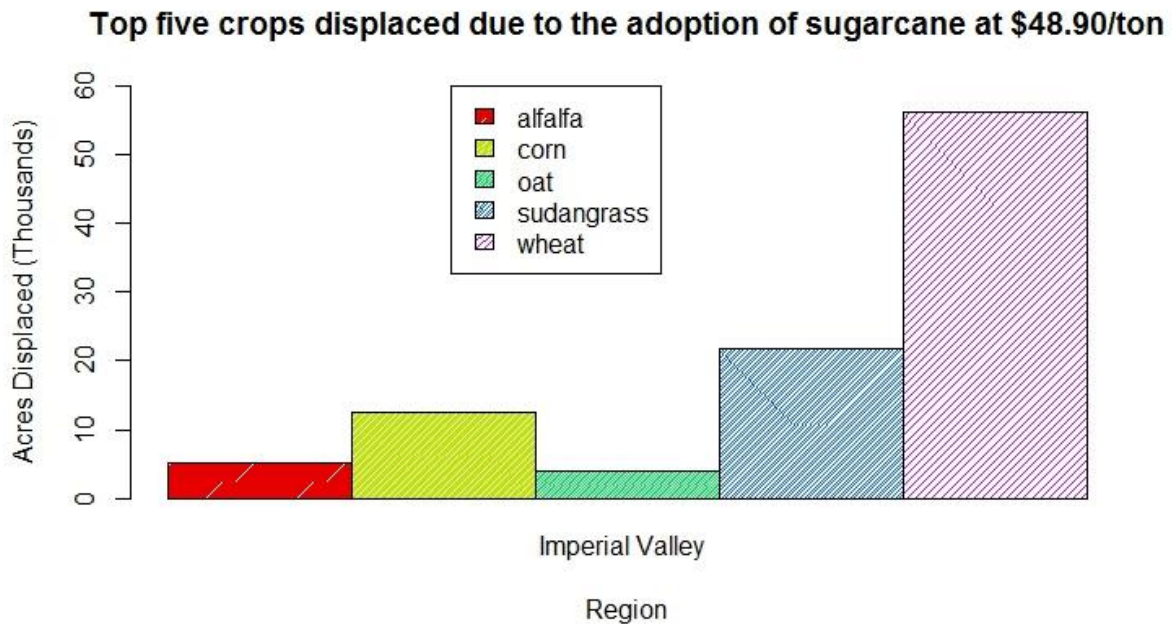 Top five crops displaced due to the adoption of sugarcane at $48.90/ton
Acres Displaced (Thousands)
60
50
40
30
20
10
0
alfalfa
corn
oat
sudangrass
wheat
Imperial Valley
Region